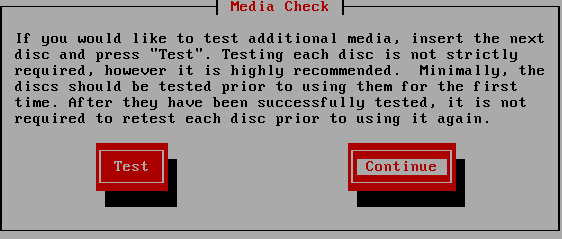 Media Check
If you would like to test additional media, insert the next
disc and press "Test". Testing each disc is not strictly
required, however it is highly recommended.  Minimally, the
discs should be tested prior to using them for the first
time. After they have been successfully tested, it is not
required to retest each disc prior to using it again.
Test
Continue